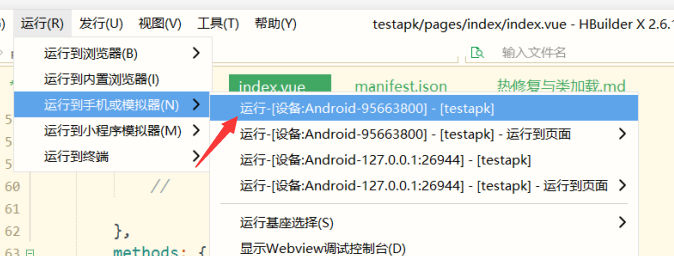 运行(R) 发行(U) 视图(V) 工具(T) 帮助(Y) testapk/pages/index/index.vue - HBuilder X 2.6.1
运行到浏览器(B)
输入文件名
运行到内置浏览器(I)
index.vue manifest.json 热修复与类加载.md
运行到手机或模拟器(N)
运行-[设备:Android-95663800] - [testapk]
运行到小程序模拟器(M)
运行-[设备:Android-95663800] - [testapk] - 运行到页面
运行到终端
运行-[设备:Android-127.0.0.1:26944] - [testapk]
60 //
运行-[设备:Android-127.0.0.1:26944] - [testapk] - 运行到页面
61
运行基座选择(S)
62 },
63 methods: {
显示Webview调试控制台(D)